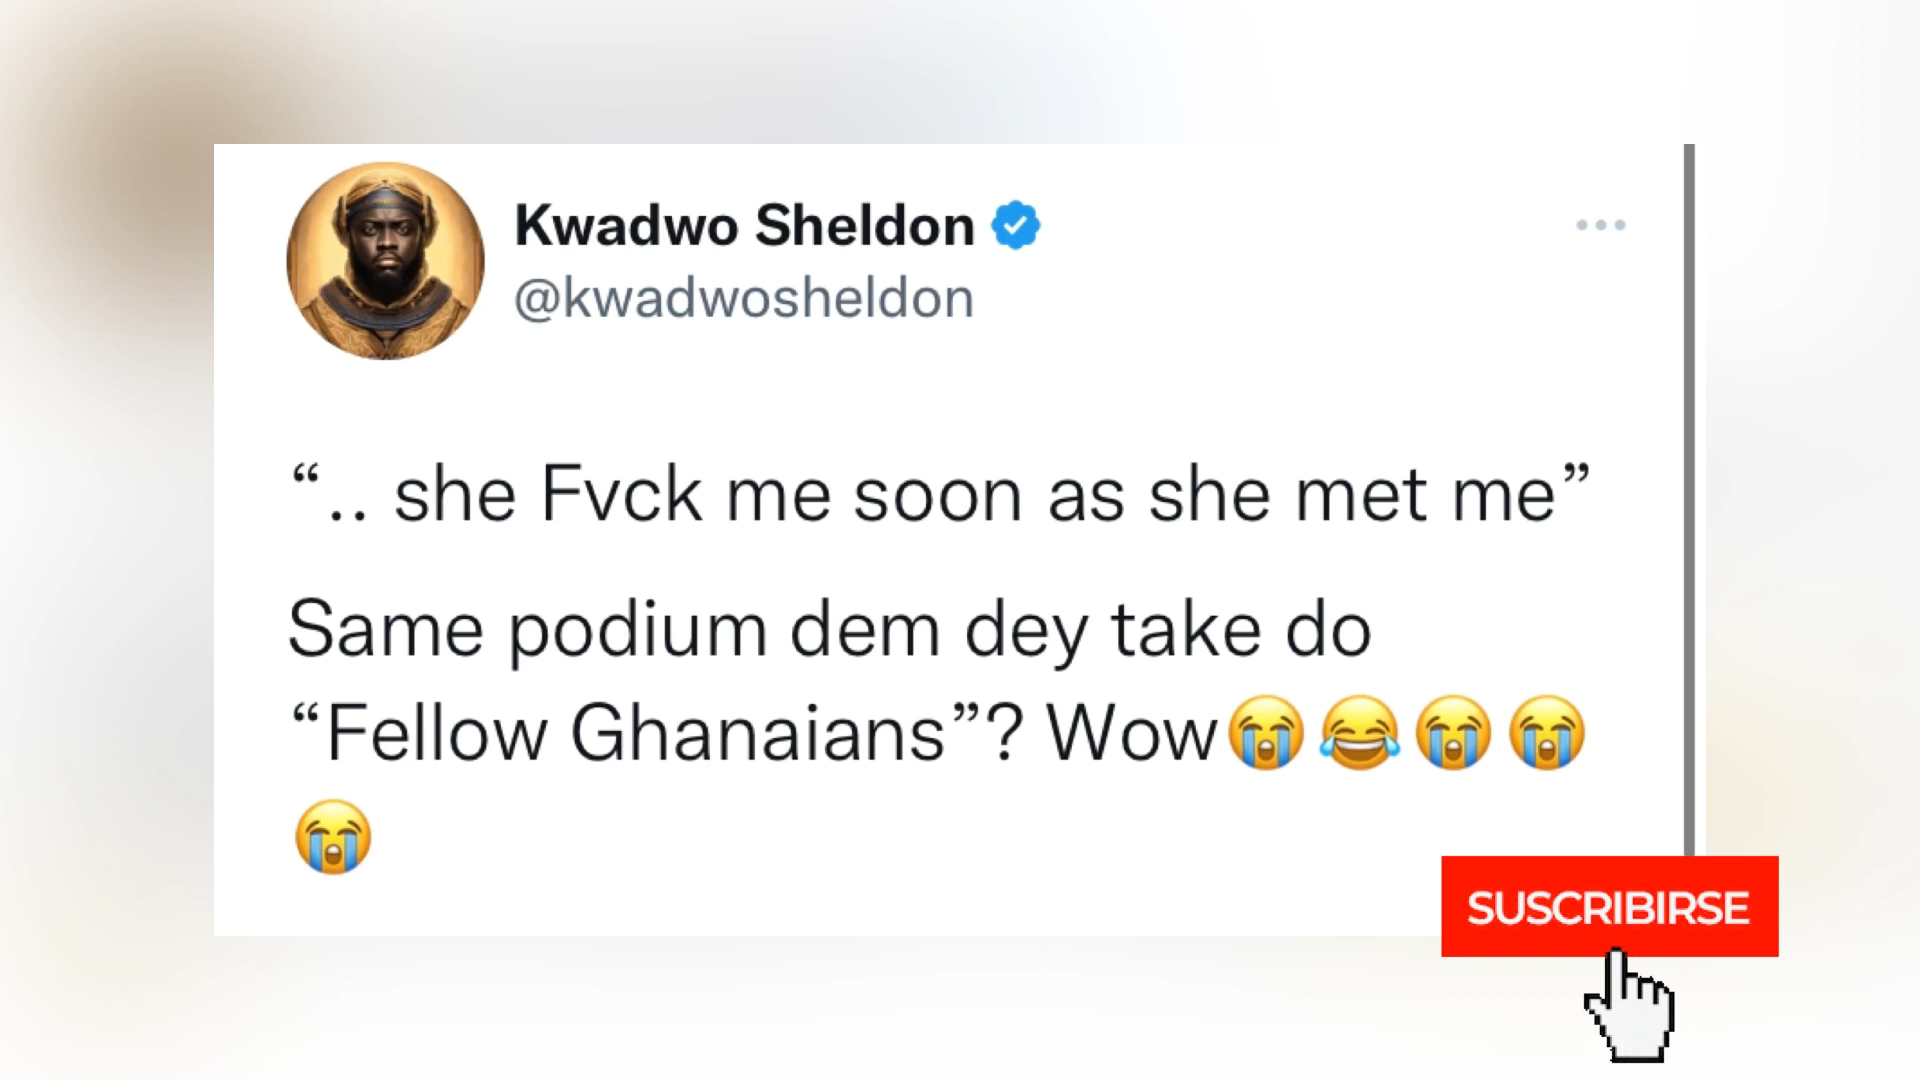 Kwadwo Sheldon
@kwadwosheldon
“.. she Fvck me soon as she met me”
Same podium dem dey take do
“Fellow Ghanaians”? Wow😭😂😭😭
😭
SUSCRIBIRSE